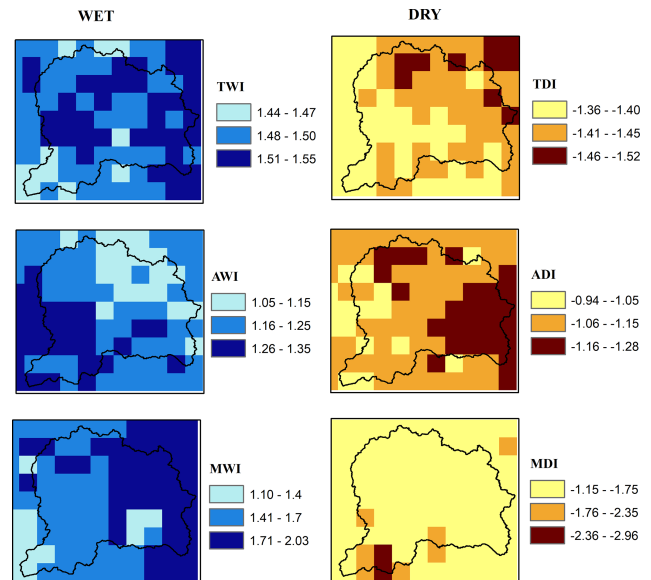 WET
DRY
TWI
1.44 - 1.47
1.48 - 1.50
1.51 - 1.55
TDI
-1.36 - -1.40
-1.41 - -1.45
-1.46 - -1.52
AWI
1.05 - 1.15
1.16 - 1.25
1.26 - 1.35
ADI
-0.94 - -1.05
-1.06 - -1.15
-1.16 - -1.28
MWI
1.10 - 1.4
1.41 - 1.7
1.71 - 2.03
MDI
-1.15 - -1.75
-1.76 - -2.35
-2.36 - -2.96